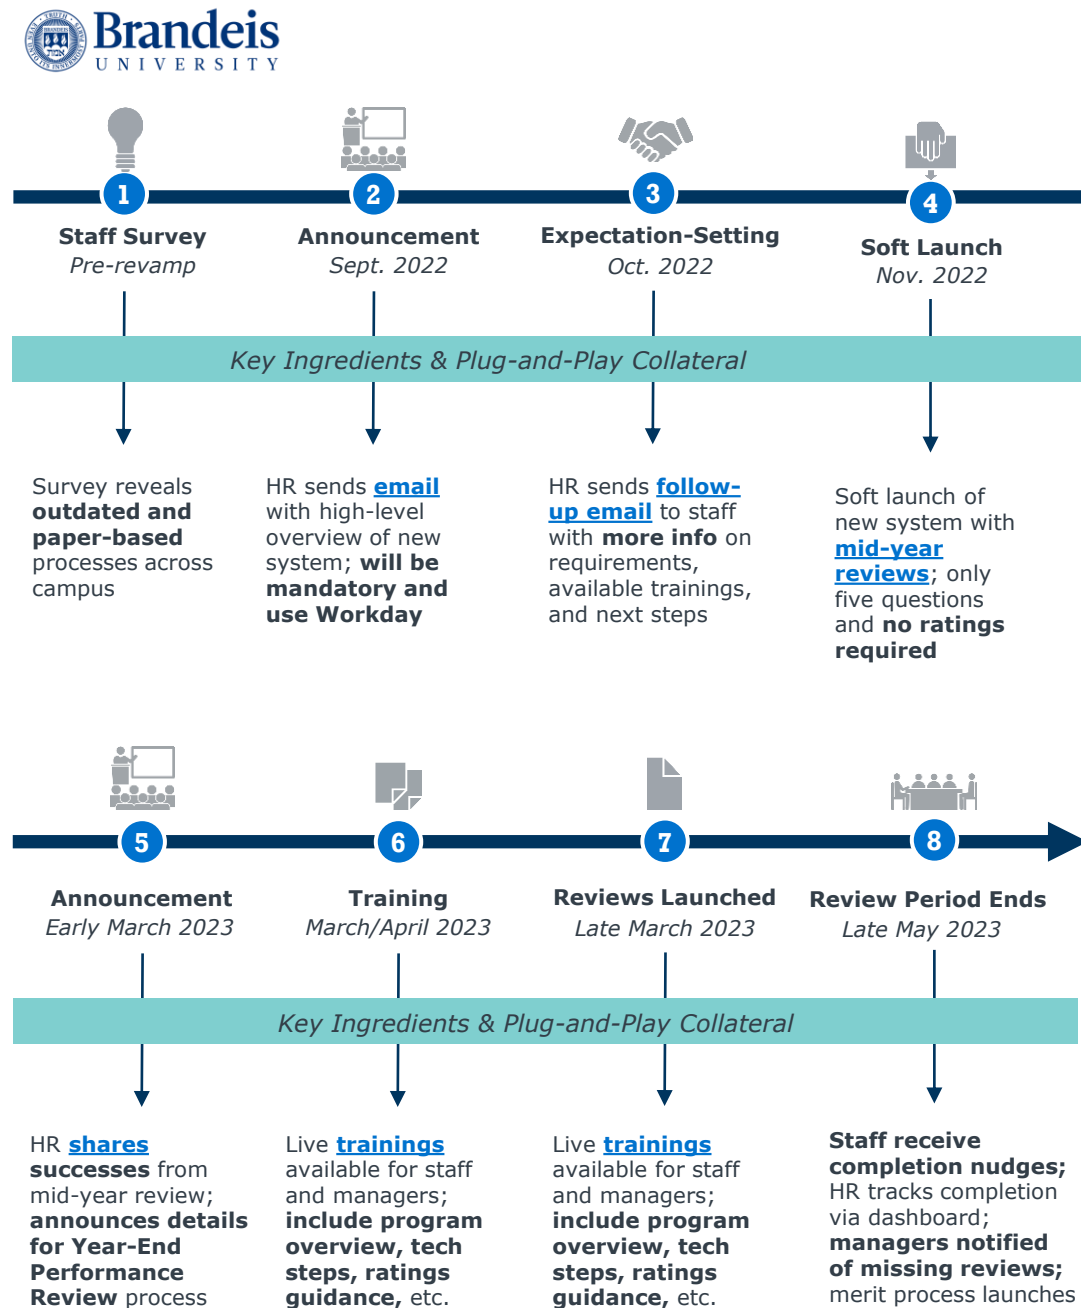 Brandeis
UNIVERSITY
1
2
3
4
Staff Survey
Pre-revamp
Announcement
Sept. 2022
Expectation-Setting
Oct. 2022
Soft Launch
Nov. 2022
Key Ingredients & Plug-and-Play Collateral
Survey reveals
outdated and
paper-based
processes across
campus
HR sends email
with high-level
overview of new
system; will be
mandatory and
use Workday
HR sends follow-
up email to staff
with more info on
requirements,
available trainings,
and next steps
Soft launch of
new system with
mid-year
reviews; only
five questions
and no ratings
required
5
6
7
8
Announcement
Early March 2023
Training
March/April 2023
Reviews Launched
Late March 2023
Review Period Ends
Late May 2023
Key Ingredients & Plug-and-Play Collateral
HR shares
successes from
mid-year review;
announces details
for Year-End
Performance
Review process
Live trainings
available for staff
and managers;
include program
overview, tech
steps, ratings
guidance, etc.
Live trainings
available for staff
and managers;
include program
overview, tech
steps, ratings
guidance, etc.
Staff receive
completion nudges;
HR tracks completion
via dashboard;
managers notified
of missing reviews;
merit process launches